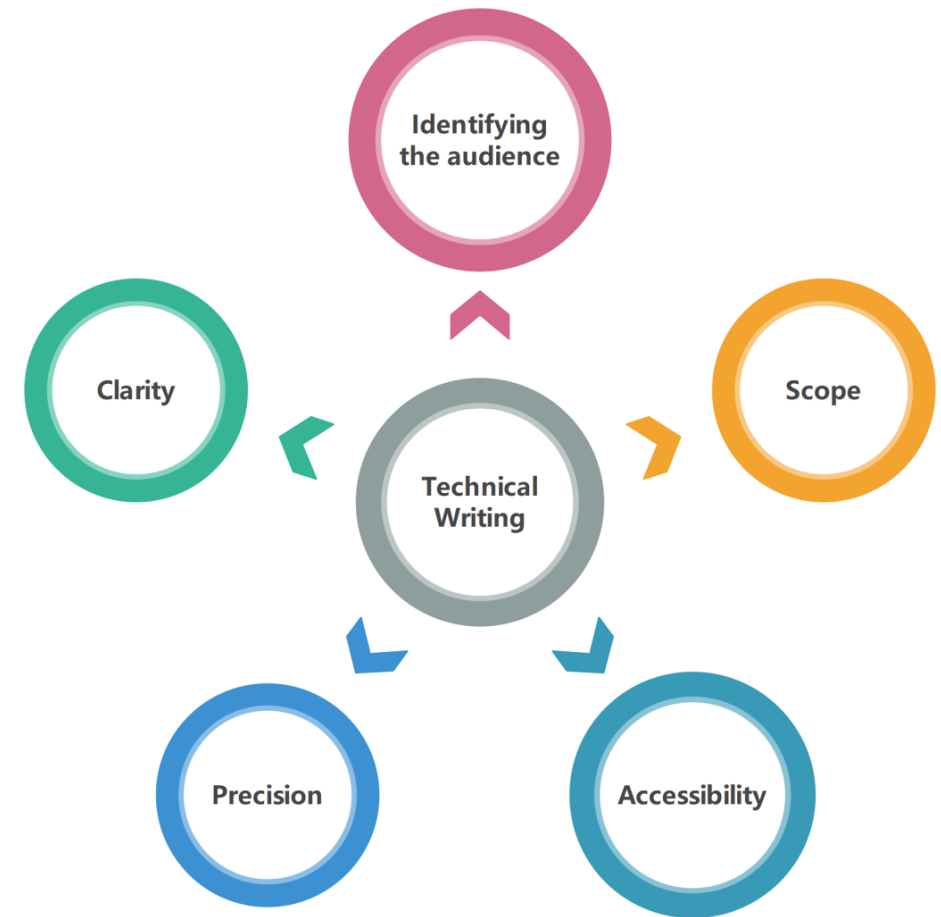 Identifying
the audience
Clarity
Scope
Technical
Writing
Precision
Accessibility